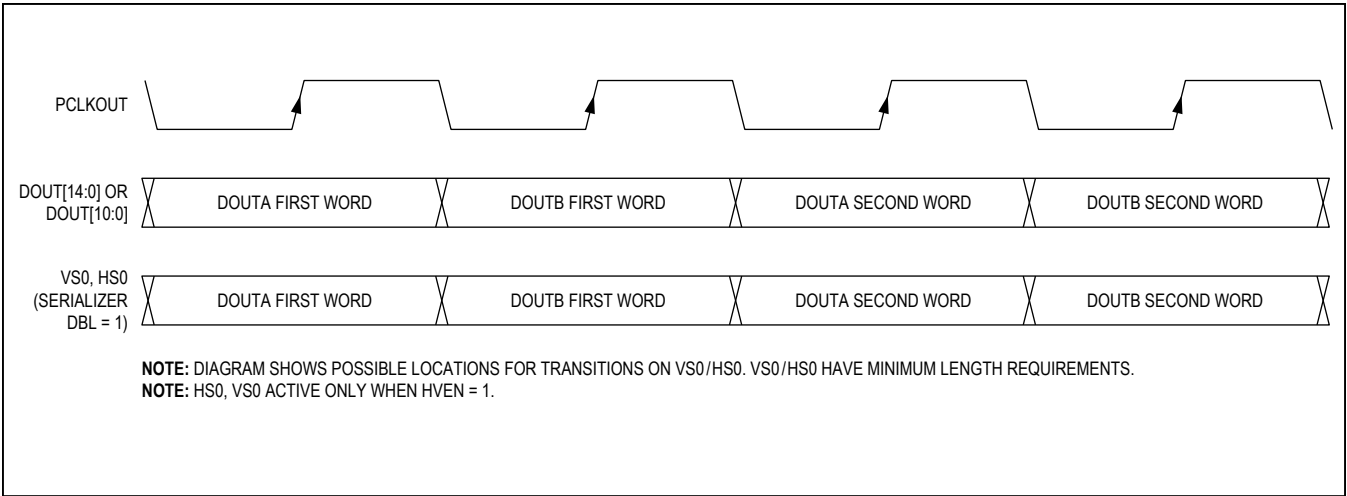 PCLKOUT
DOUT[14:0] OR
DOUT[10:0]
DOUTA FIRST WORD
DOUTB FIRST WORD
DOUTA SECOND WORD
DOUTB SECOND WORD
VS0, HS0
(SERIALIZER
DBL = 1)
DOUTA FIRST WORD
DOUTB FIRST WORD
DOUTA SECOND WORD
DOUTB SECOND WORD
NOTE: DIAGRAM SHOWS POSSIBLE LOCATIONS FOR TRANSITIONS ON VS0/HS0. VS0/HS0 HAVE MINIMUM LENGTH REQUIREMENTS.
NOTE: HS0, VS0 ACTIVE ONLY WHEN HVEN = 1.